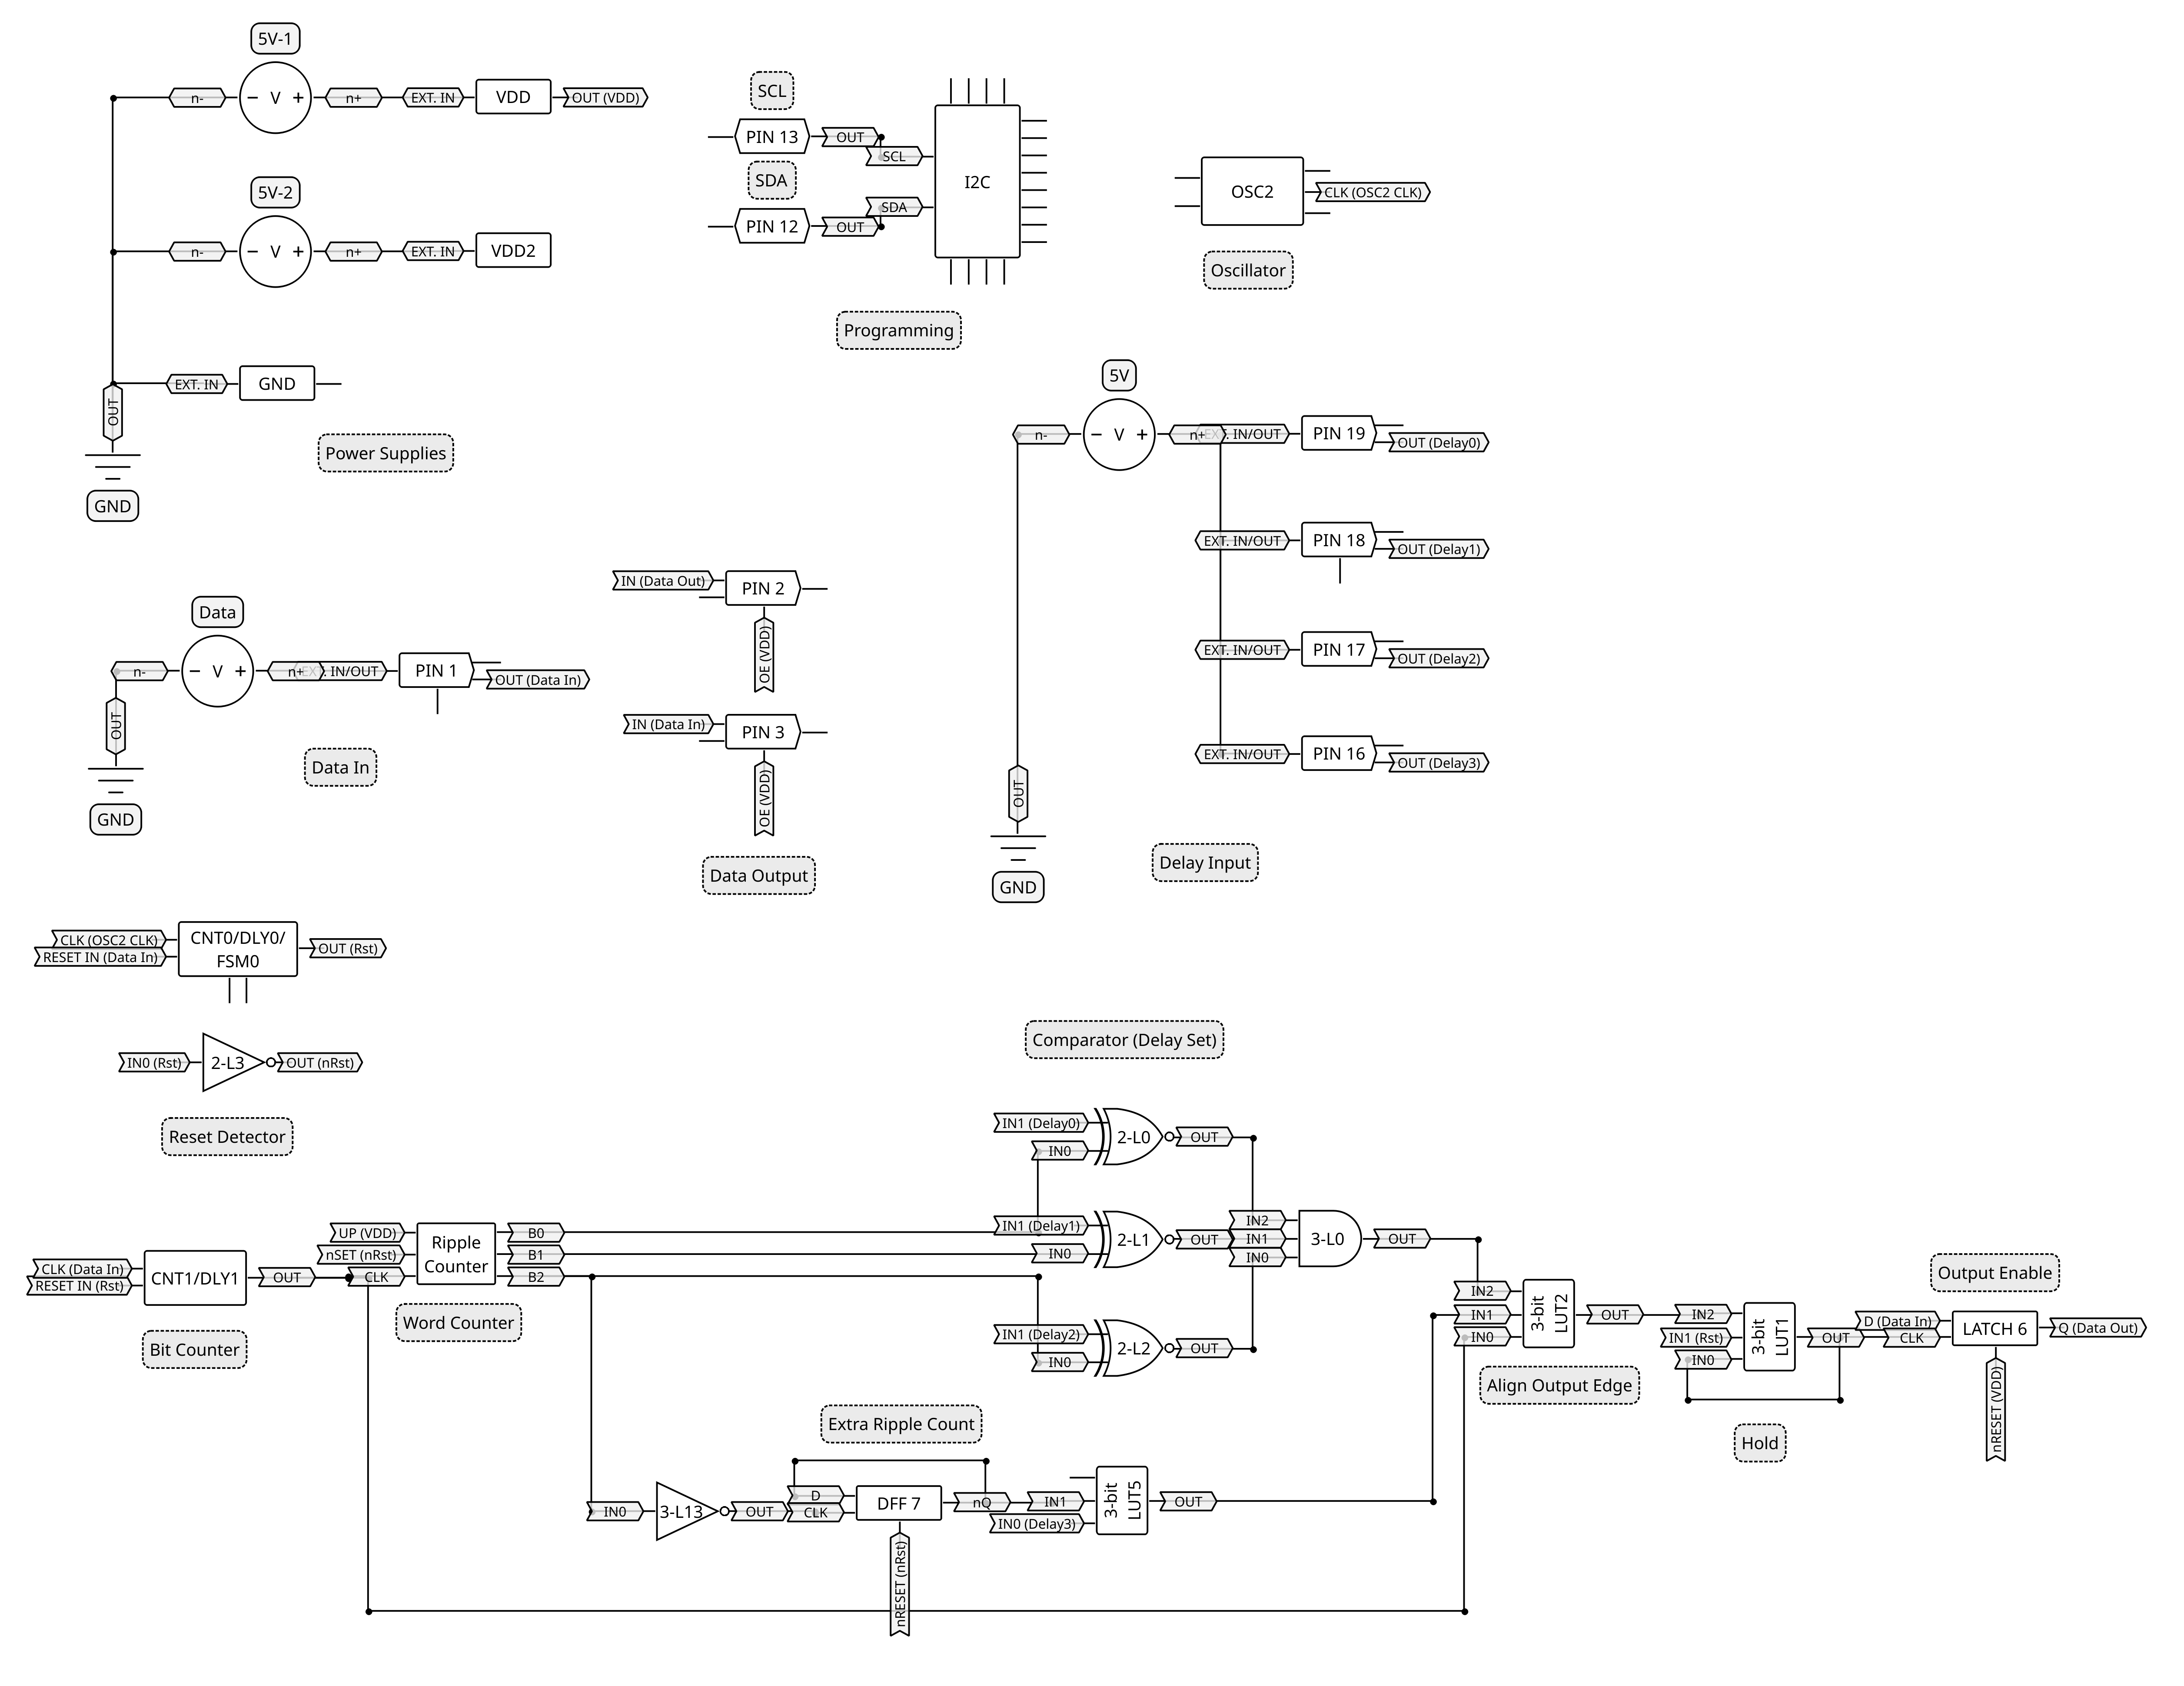 5V-1
n-
− V +
n+
EXT. IN
VDD
OUT (VDD)
5V-2
n-
− V +
n+
EXT. IN
VDD2
EXT. IN
GND
OUT
GND
Power Supplies
SCL
PIN 13
OUT
SCL
SDA
PIN 12
OUT
SDA
I2C
Programming
OSC2
CLK (OSC2 CLK)
Oscillator
5V
n-
− V +
n+
EXT. IN/OUT
PIN 19
OUT (Delay0)
EXT. IN/OUT
PIN 18
OUT (Delay1)
EXT. IN/OUT
PIN 17
OUT (Delay2)
EXT. IN/OUT
PIN 16
OUT (Delay3)
OUT
GND
Delay Input
Data
n-
− V +
n+
EXT. IN/OUT
PIN 1
OUT (Data In)
OUT
GND
Data In
IN (Data Out)
PIN 2
OE (VDD)
IN (Data In)
PIN 3
OE (VDD)
Data Output
CLK (OSC2 CLK)
RESET IN (Data In)
CNT0/DLY0/
FSM0
OUT (Rst)
IN0 (Rst)
2-L3
OUT (nRst)
Reset Detector
CLK (Data In)
RESET IN (Rst)
CNT1/DLY1
OUT
Bit Counter
UP (VDD)
nSET (nRst)
CLK
Ripple
Counter
B0
B1
B2
Word Counter
Comparator (Delay Set)
IN1 (Delay0)
IN0
2-L0
OUT
IN1 (Delay1)
IN0
2-L1
OUT
IN1 (Delay2)
IN0
2-L2
OUT
IN2
IN1
IN0
3-L0
OUT
Extra Ripple Count
IN0
3-L13
OUT
D
CLK
DFF 7
nQ
nRESET (nRst)
IN1
IN0 (Delay3)
3-bit
LUT5
OUT
IN2
IN1
IN0
3-bit
LUT2
OUT
Align Output Edge
IN2
IN1 (Rst)
IN0
3-bit
LUT1
OUT
Hold
Output Enable
D (Data In)
CLK
LATCH 6
Q (Data Out)
nRESET (VDD)